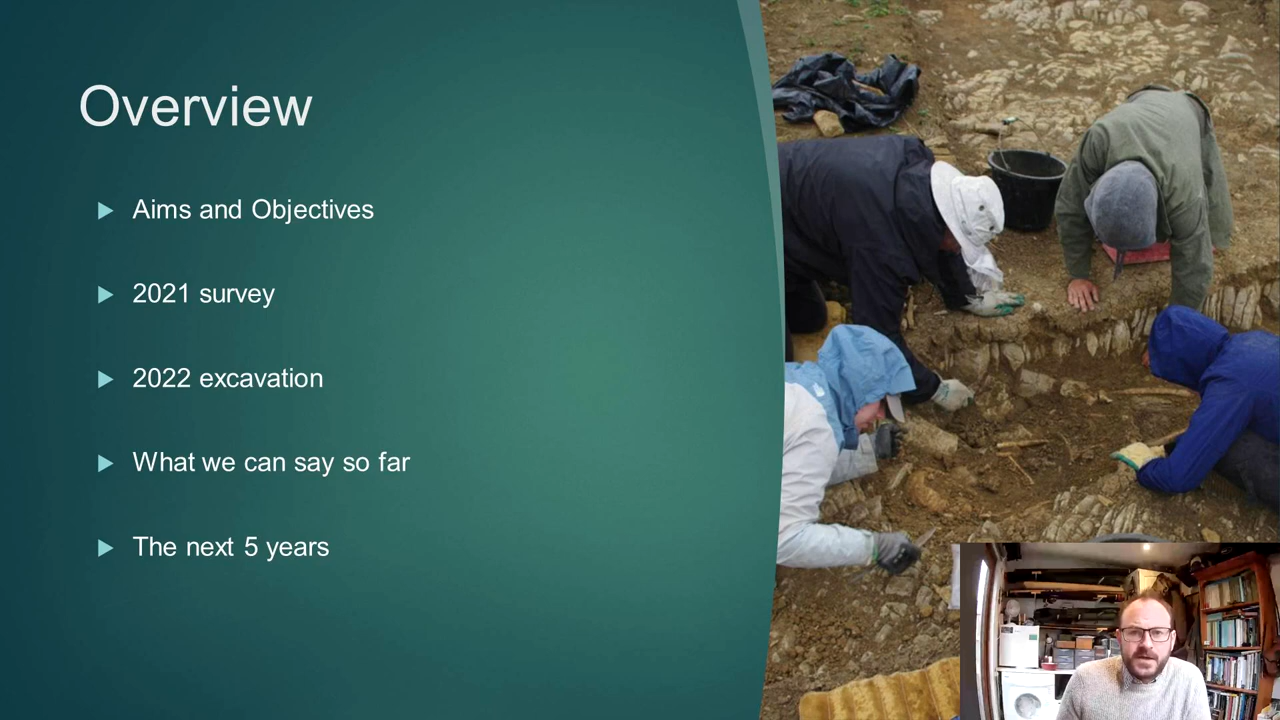 Overview
Aims and Objectives
2021 survey
2022 excavation
What we can say so far
The next 5 years